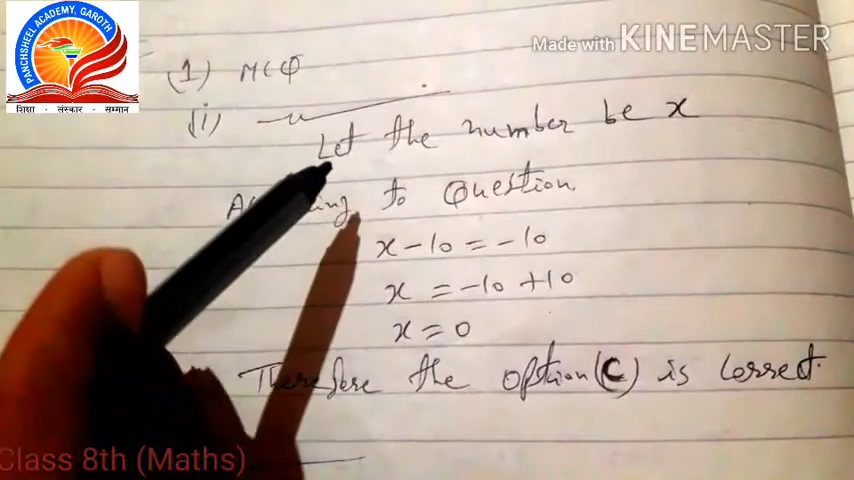 PANCHSHEEL ACADEMY, GAROTH
शिक्षा - संस्कार - सम्मान
Made with KINEMASTER
(1) MCQ
(i)
Let the number be x
to Question
x - 10 = -10
x = -10 + 10
x = 0
Therefore the option (C) is correct.
Class 8th (Maths)